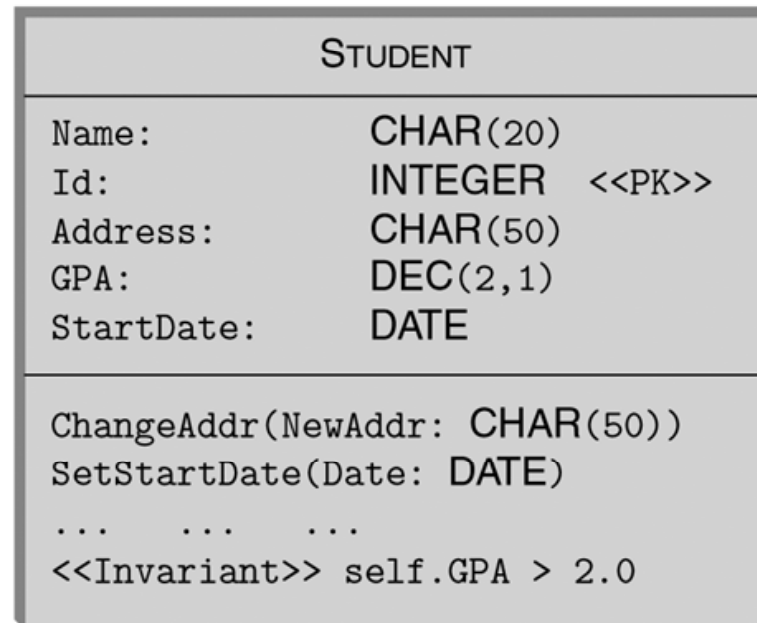 STUDENT
Name: CHAR(20)
Id: INTEGER <<PK>>
Address: CHAR(50)
GPA: DEC(2,1)
StartDate: DATE
ChangeAddr(NewAddr: CHAR(50))
SetStartDate(Date: DATE)
... ... ...
<<Invariant>> self.GPA > 2.0